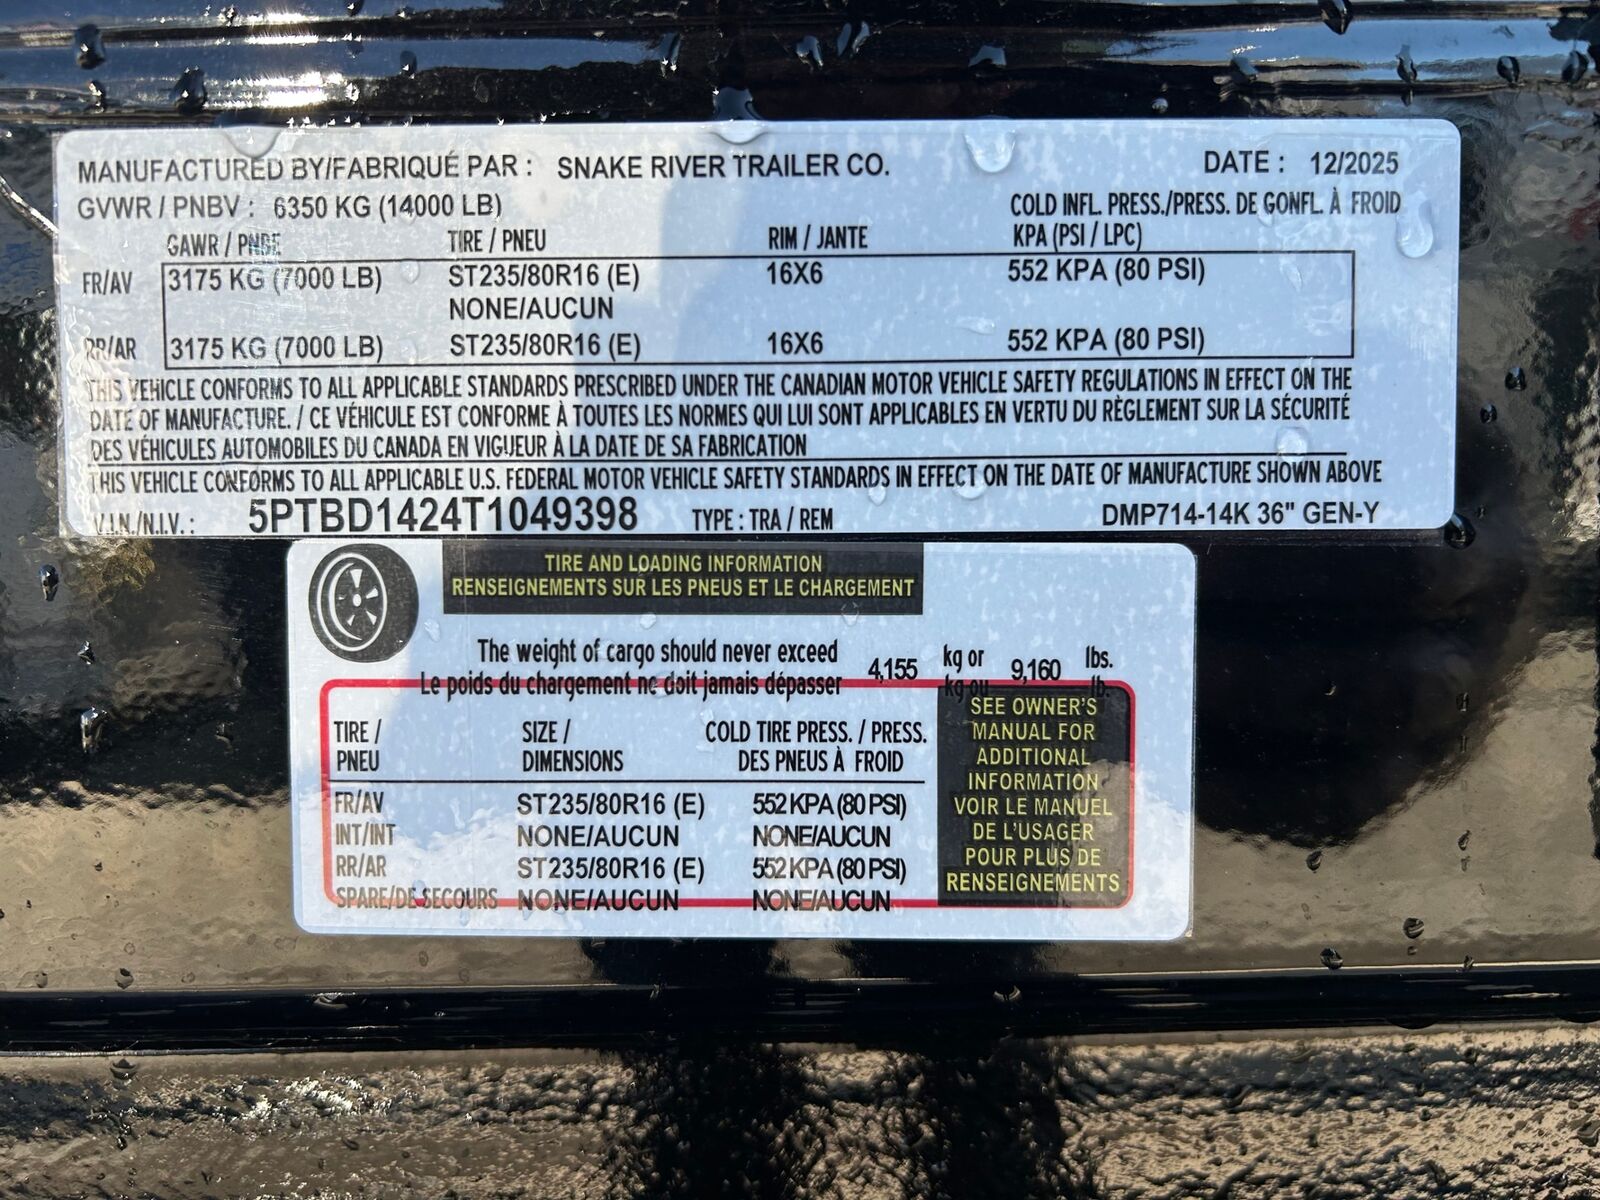 MANUFACTURED BY/FABRIQUÉ PAR : SNAKE RIVER TRAILER CO. DATE : 12/2025
GVWR / PNBV : 6350 KG (14000 LB) COLD INFL. PRESS./PRESS. DE GONFL. À FROID
GAWR / PNBE TIRE / PNEU RIM / JANTE KPA (PSI / LPC)
FR/AV 3175 KG (7000 LB) ST235/80R16 (E) 16X6 552 KPA (80 PSI)
NONE/AUCUN
RR/AR 3175 KG (7000 LB) ST235/80R16 (E) 16X6 552 KPA (80 PSI)
THIS VEHICLE CONFORMS TO ALL APPLICABLE STANDARDS PRESCRIBED UNDER THE CANADIAN MOTOR VEHICLE SAFETY REGULATIONS IN EFFECT ON THE
DATE OF MANUFACTURE. / CE VÉHICULE EST CONFORME À TOUTES LES NORMES QUI LUI SONT APPLICABLES EN VERTU DU RÈGLEMENT SUR LA SÉCURITÉ
DES VÉHICULES AUTOMOBILES DU CANADA EN VIGUEUR À LA DATE DE SA FABRICATION
THIS VEHICLE CONFORMS TO ALL APPLICABLE U.S. FEDERAL MOTOR VEHICLE SAFETY STANDARDS IN EFFECT ON THE DATE OF MANUFACTURE SHOWN ABOVE
V.I.N./N.I.V. : 5PTBD1424T1049398 TYPE : TRA / REM DMP714-14K 36" GEN-Y
TIRE AND LOADING INFORMATION
RENSEIGNEMENTS SUR LES PNEUS ET LE CHARGEMENT
The weight of cargo should never exceed 4,155 kg or 9,160 lbs.
Le poids du chargement ne doit jamais dépasser kg ou lb.
TIRE / SIZE / COLD TIRE PRESS. / PRESS.
PNEU DIMENSIONS DES PNEUS À FROID
FR/AV ST235/80R16 (E) 552 KPA (80 PSI)
INT/INT NONE/AUCUN NONE/AUCUN
RR/AR ST235/80R16 (E) 552 KPA (80 PSI)
SPARE/DE SECOURS NONE/AUCUN NONE/AUCUN
SEE OWNER'S
MANUAL FOR
ADDITIONAL
INFORMATION
VOIR LE MANUEL
DE L'USAGER
POUR PLUS DE
RENSEIGNEMENTS